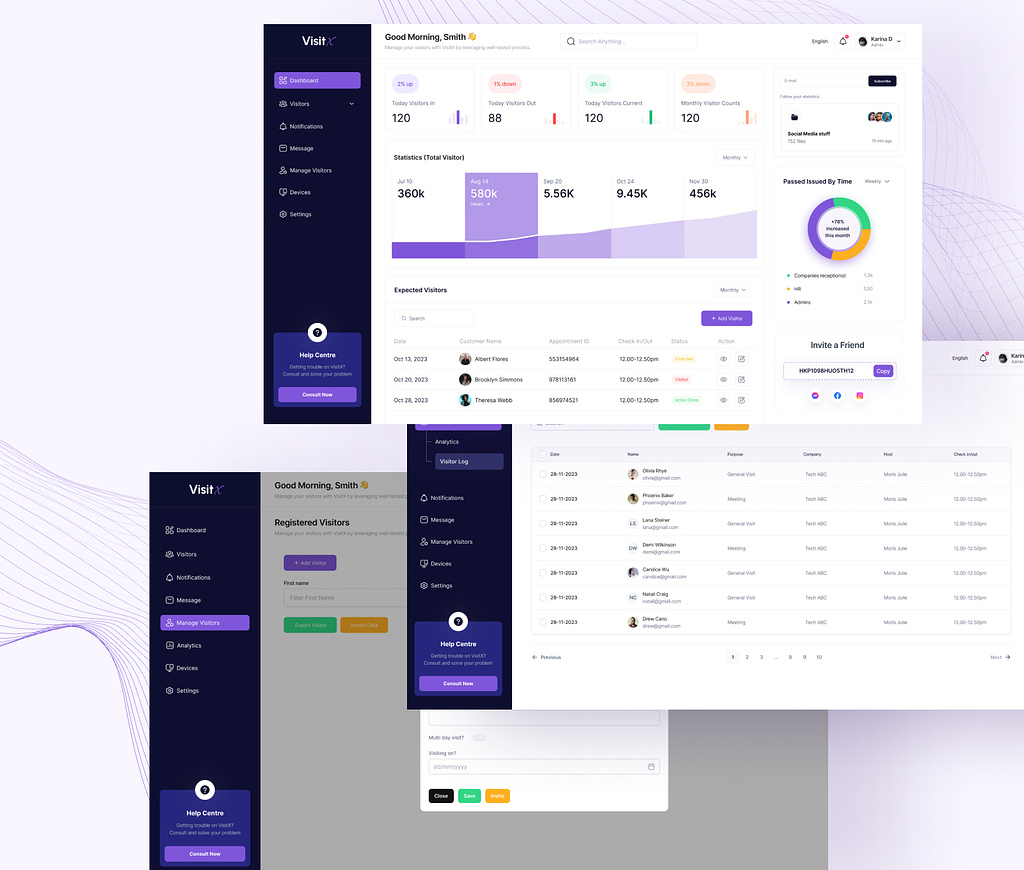 VisitX
Dashboard
Visitors
Notifications
Message
Manage Visitors
Devices
Settings
Help Centre
Getting trouble on VisitX?
Consult and solve your problem
Consult Now
Good Morning, Smith 👋
Manage your visitors with VisitX by leveraging well-tested process.
Search Anything...
English
Karina D
Admin
3% up
Today Visitors In
120
1% down
Today Visitors Out
88
3% up
Today Visitors Current
120
3% down
Monthly Visitor Counts
120
Statistics (Total Visitor)
Monthly
Jul 10
360k
Aug 14
580k
Details →
Sep 20
5.56K
Oct 24
9.45K
Nov 30
456k
Expected Visitors
Monthly
Search
+ Add Visitor
Date Customer Name Appointment ID Check In/Out Status Action
Oct 13, 2023 Albert Flores 553154964 12.00-12.50pm Expected
Oct 20, 2023 Brooklyn Simmons 978113161 12.00-12.50pm Visited
Oct 28, 2023 Theresa Webb 856974521 12.00-12.50pm Action Done
E-mail
Subscribe
Follow your statistics.
Social Media stuff
152 files
15 min ago
Passed Issued By Time
Weekly
+78%
increased
this month
Companies receptionist 1.3k
HR 530
Admins 2.1k
Invite a Friend
HKP1098HUO5TH12
Copy
English
Karin
Admin
Analytics
Visitor Log
Notifications
Message
Manage Visitors
Devices
Settings
Help Centre
Getting trouble on VisitX?
Consult and solve your problem
Consult Now
Date Name Purpose Company Host Check in/out
28-11-2023 Olivia Rhye General Visit Tech ABC Moris Julie 12.00-12.50pm
olivia@gmail.com
28-11-2023 Phoenix Baker Meeting Tech ABC Moris Julie 12.00-12.50pm
phoenix@gmail.com
28-11-2023 LS Lana Steiner General Visit Tech ABC Moris Julie 12.00-12.50pm
lana@gmail.com
28-11-2023 DW Demi Wilkinson Meeting Tech ABC Moris Julie 12.00-12.50pm
demi@gmail.com
28-11-2023 Candice Wu General Visit Tech ABC Moris Julie 12.00-12.50pm
candice@gmail.com
28-11-2023 NC Natali Craig General Visit Tech ABC Moris Julie 12.00-12.50pm
natali@gmail.com
28-11-2023 Drew Cano Meeting Tech ABC Moris Julie 12.00-12.50pm
drew@gmail.com
← Previous
1 2 3 ... 8 9 10
Next →
VisitX
Dashboard
Visitors
Notifications
Message
Manage Visitors
Analytics
Devices
Settings
Help Centre
Getting trouble on VisitX?
Consult and solve your problem
Consult Now
Good Morning, Smith 👋
Manage your visitors with VisitX by leveraging well-tested
Registered Visitors
Manage your visitors with VisitX by leveraging well-tested
+ Add Visitor
First name
Filter First Name
Export Visitor
Import Data
Multi day visit?
Visiting on?
dd/mm/yyyy
Close
Save
Invite